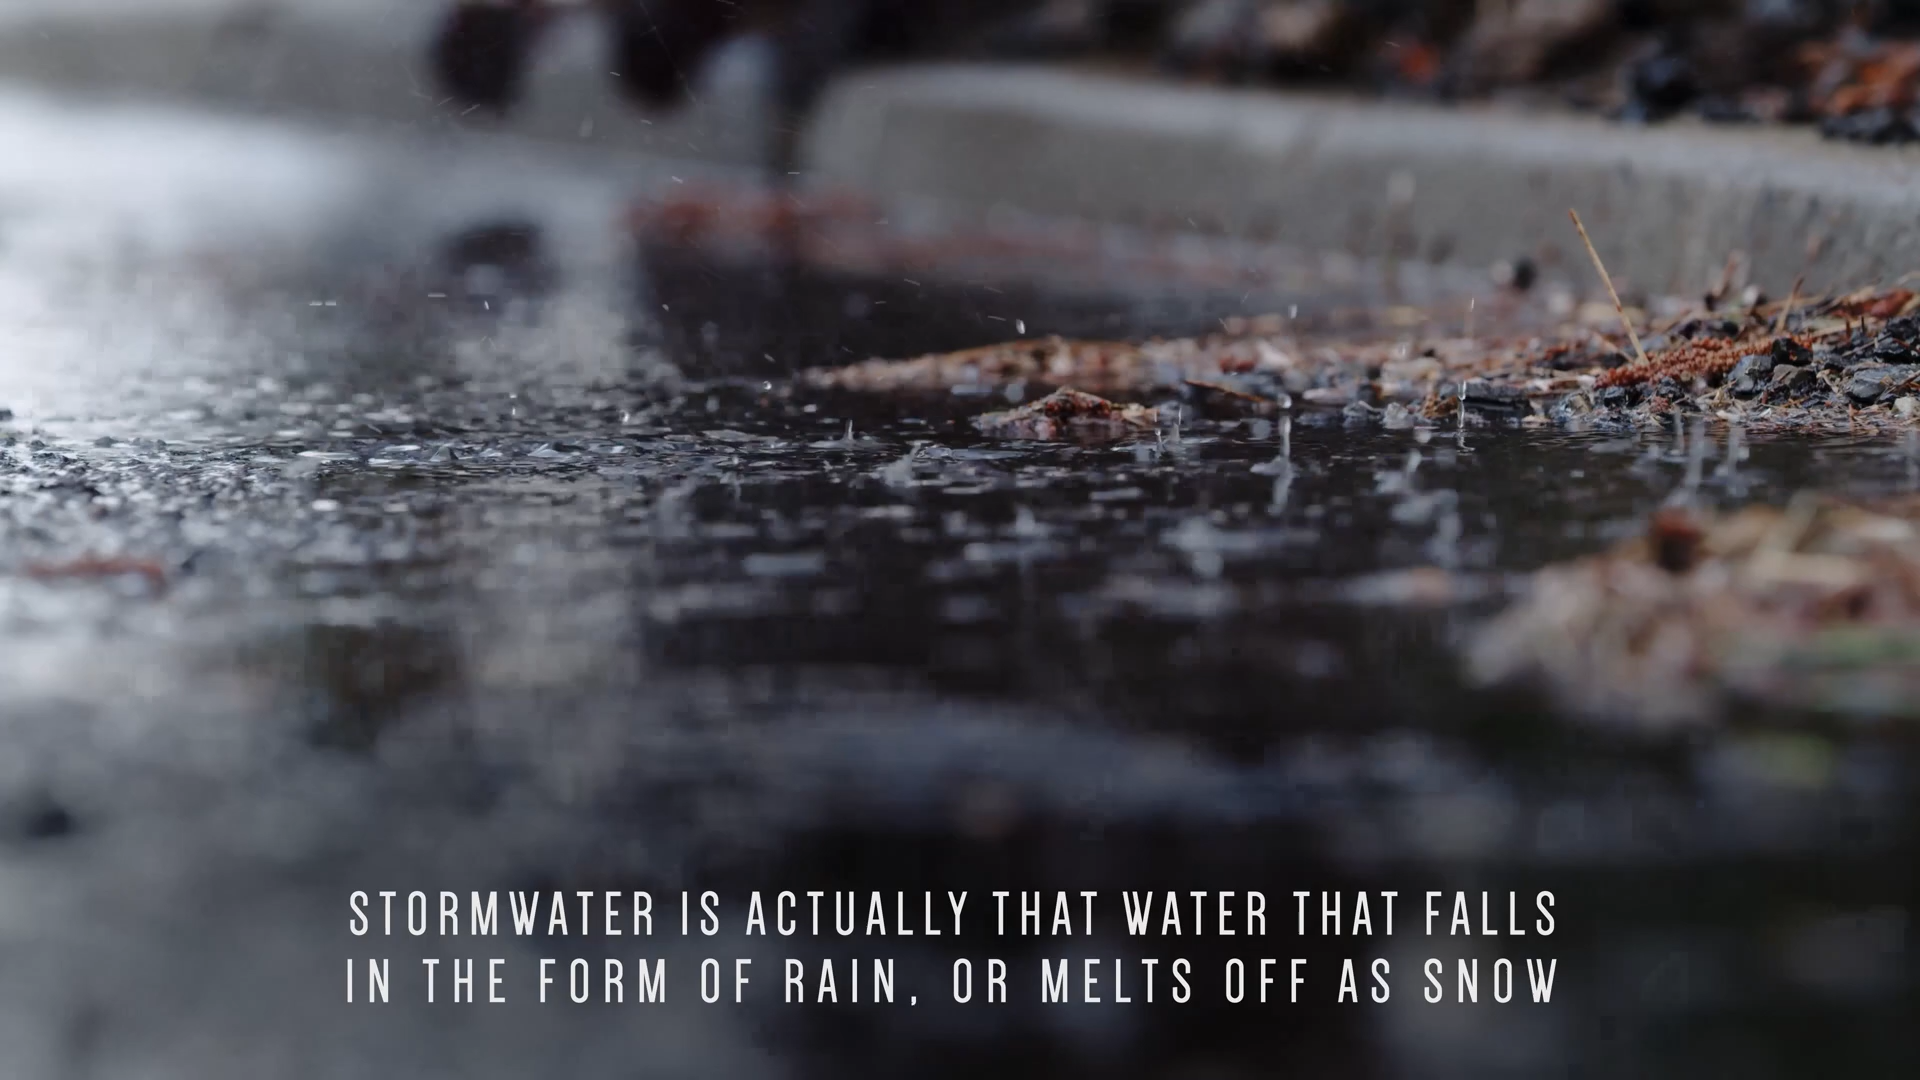 STORMWATER IS ACTUALLY THAT WATER THAT FALLS
IN THE FORM OF RAIN, OR MELTS OFF AS SNOW